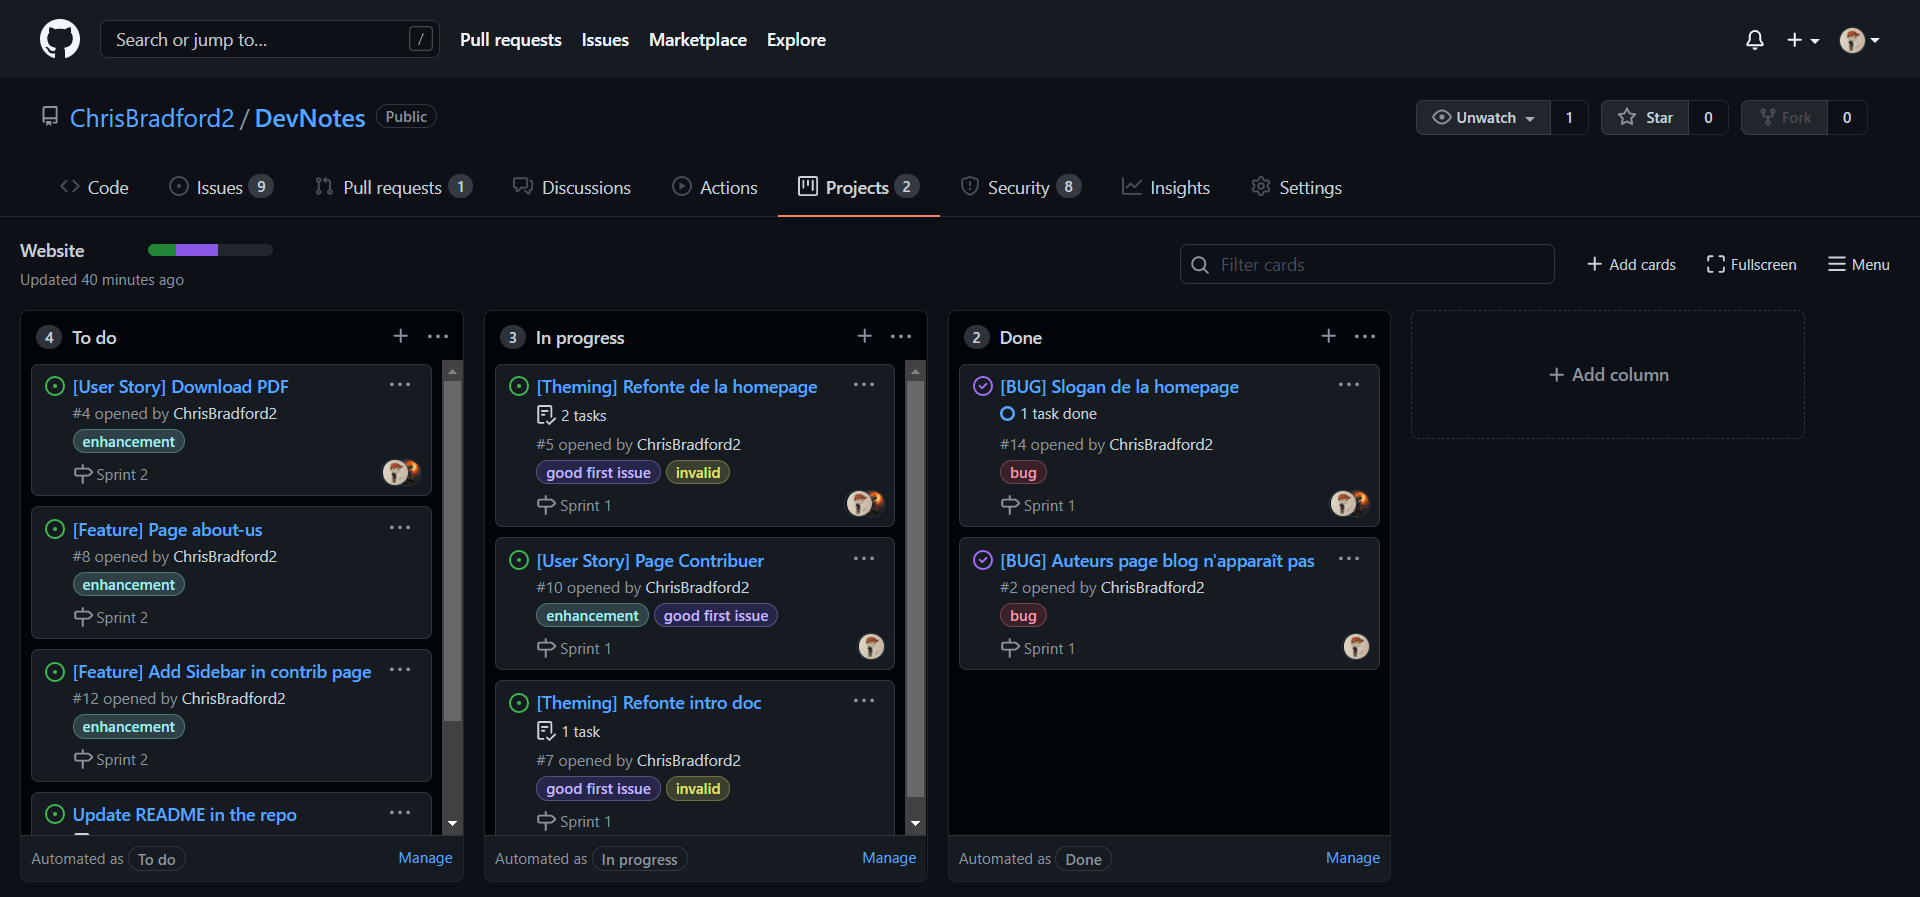 Search or jump to... /
Pull requests Issues Marketplace Explore
ChrisBradford2 / DevNotes Public
Unwatch 1 Star 0 Fork 0
Code Issues 9 Pull requests 1 Discussions Actions Projects 2 Security 8 Insights Settings
Website
Updated 40 minutes ago
Filter cards
Add cards Fullscreen Menu
4 To do
[User Story] Download PDF
#4 opened by ChrisBradford2
enhancement
Sprint 2
[Feature] Page about-us
#8 opened by ChrisBradford2
enhancement
Sprint 2
[Feature] Add Sidebar in contrib page
#12 opened by ChrisBradford2
enhancement
Sprint 2
Update README in the repo
Automated as To do Manage
3 In progress
[Theming] Refonte de la homepage
2 tasks
#5 opened by ChrisBradford2
good first issue invalid
Sprint 1
[User Story] Page Contribuer
#10 opened by ChrisBradford2
enhancement good first issue
Sprint 1
[Theming] Refonte intro doc
1 task
#7 opened by ChrisBradford2
good first issue invalid
Sprint 1
Automated as In progress Manage
2 Done
[BUG] Slogan de la homepage
1 task done
#14 opened by ChrisBradford2
bug
Sprint 1
[BUG] Auteurs page blog n'apparaît pas
#2 opened by ChrisBradford2
bug
Sprint 1
Automated as Done Manage
Add column